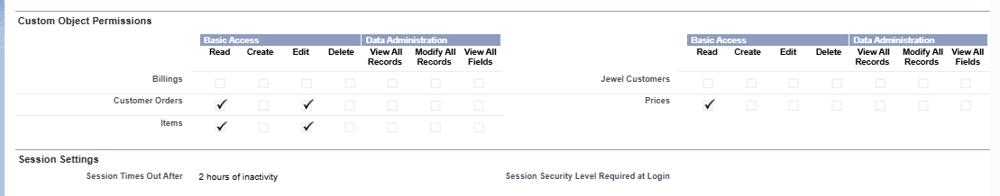 Custom Object Permissions
Basic Access Data Administration Basic Access Data Administration
Read Create Edit Delete View All Records Modify All Records View All Fields Read Create Edit Delete View All Records Modify All Records View All Fields
Billings Jewel Customers
Customer Orders Prices
Items
Session Settings
Session Times Out After 2 hours of inactivity Session Security Level Required at Login